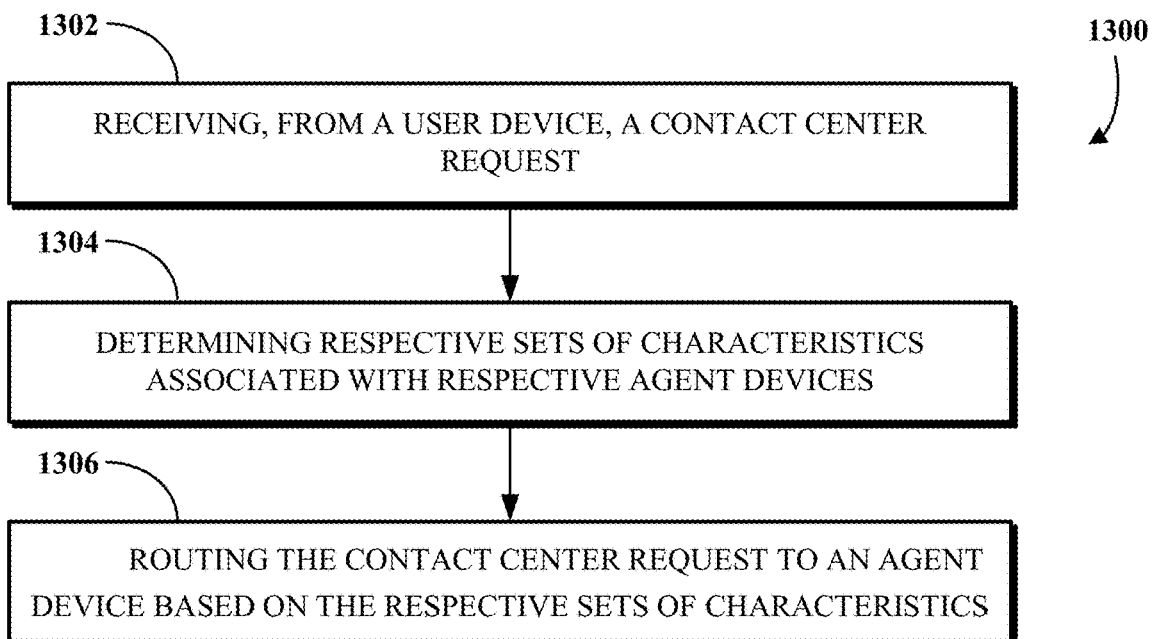 1302
1300
RECEIVING, FROM A USER DEVICE, A CONTACT CENTER
REQUEST
1304
DETERMINING RESPECTIVE SETS OF CHARACTERISTICS
ASSOCIATED WITH RESPECTIVE AGENT DEVICES
1306
ROUTING THE CONTACT CENTER REQUEST TO AN AGENT
DEVICE BASED ON THE RESPECTIVE SETS OF CHARACTERISTICS